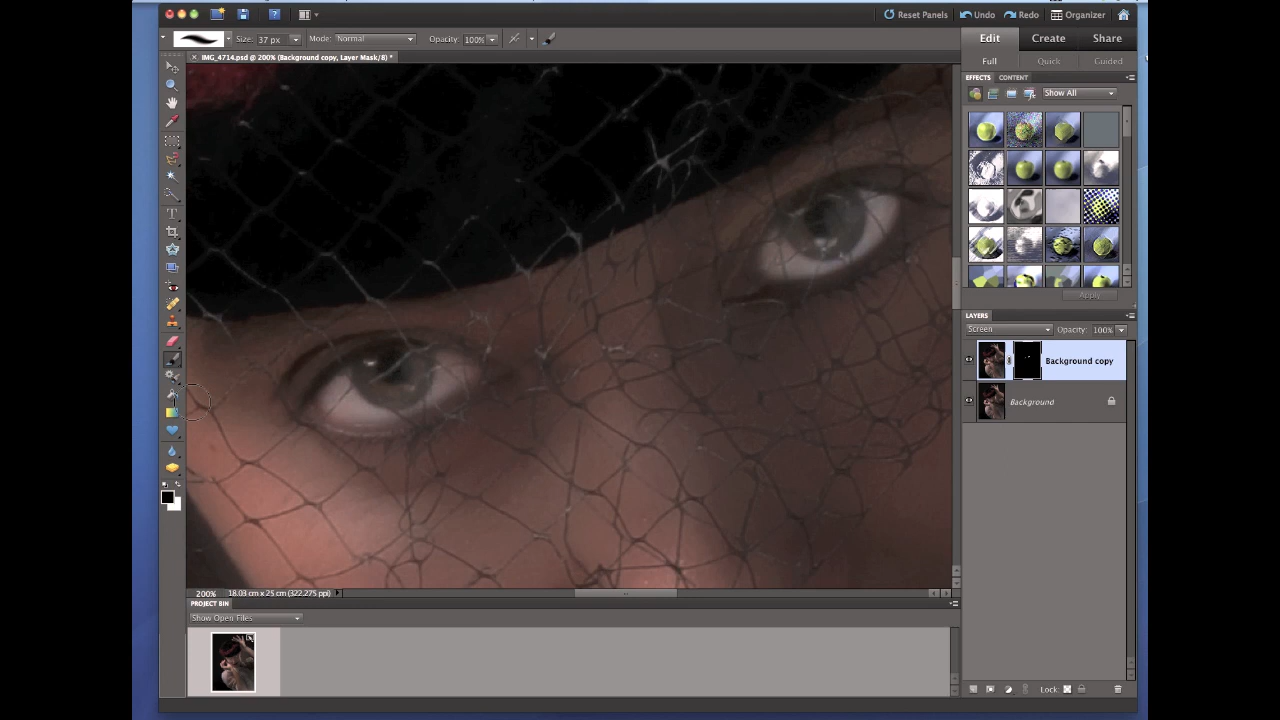 Reset Panels Undo Redo Organizer
Size: 37 px Mode: Normal Opacity: 100%
Edit Create Share
IMG_4714.psd @ 200% (Background copy, Layer Mask/8) *
Full Quick Guided
EFFECTS CONTENT
Show All
Apply
LAYERS
Screen Opacity: 100%
Background copy
Background
200% 18.03 cm x 25 cm (322.275 ppi)
PROJECT BIN
Show Open Files
Lock: